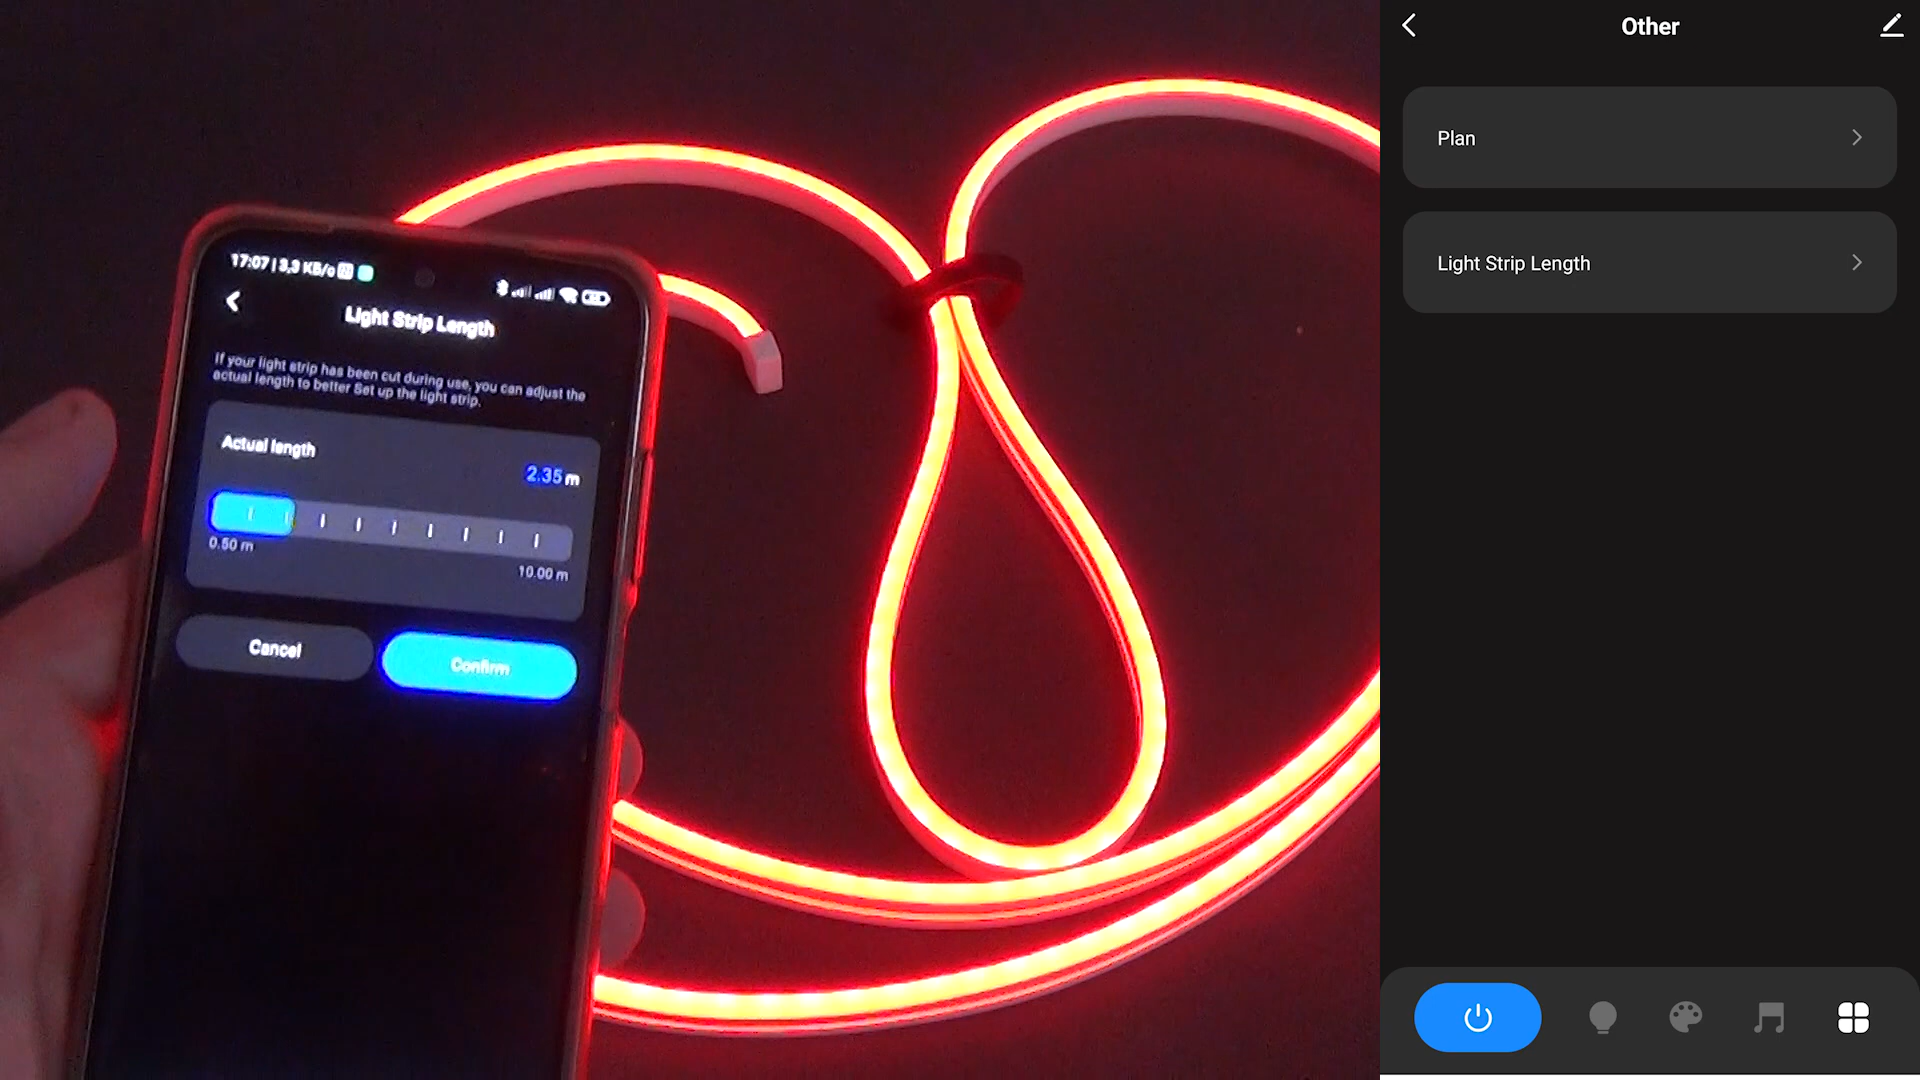 17:07 | 3,3 KB/s
Light Strip Length
If your light strip has been cut during use, you can adjust the
actual length to better Set up the light strip.
Actual length
2.35 m
0.50 m
10.00 m
Cancel
Confirm
Other
Plan
Light Strip Length